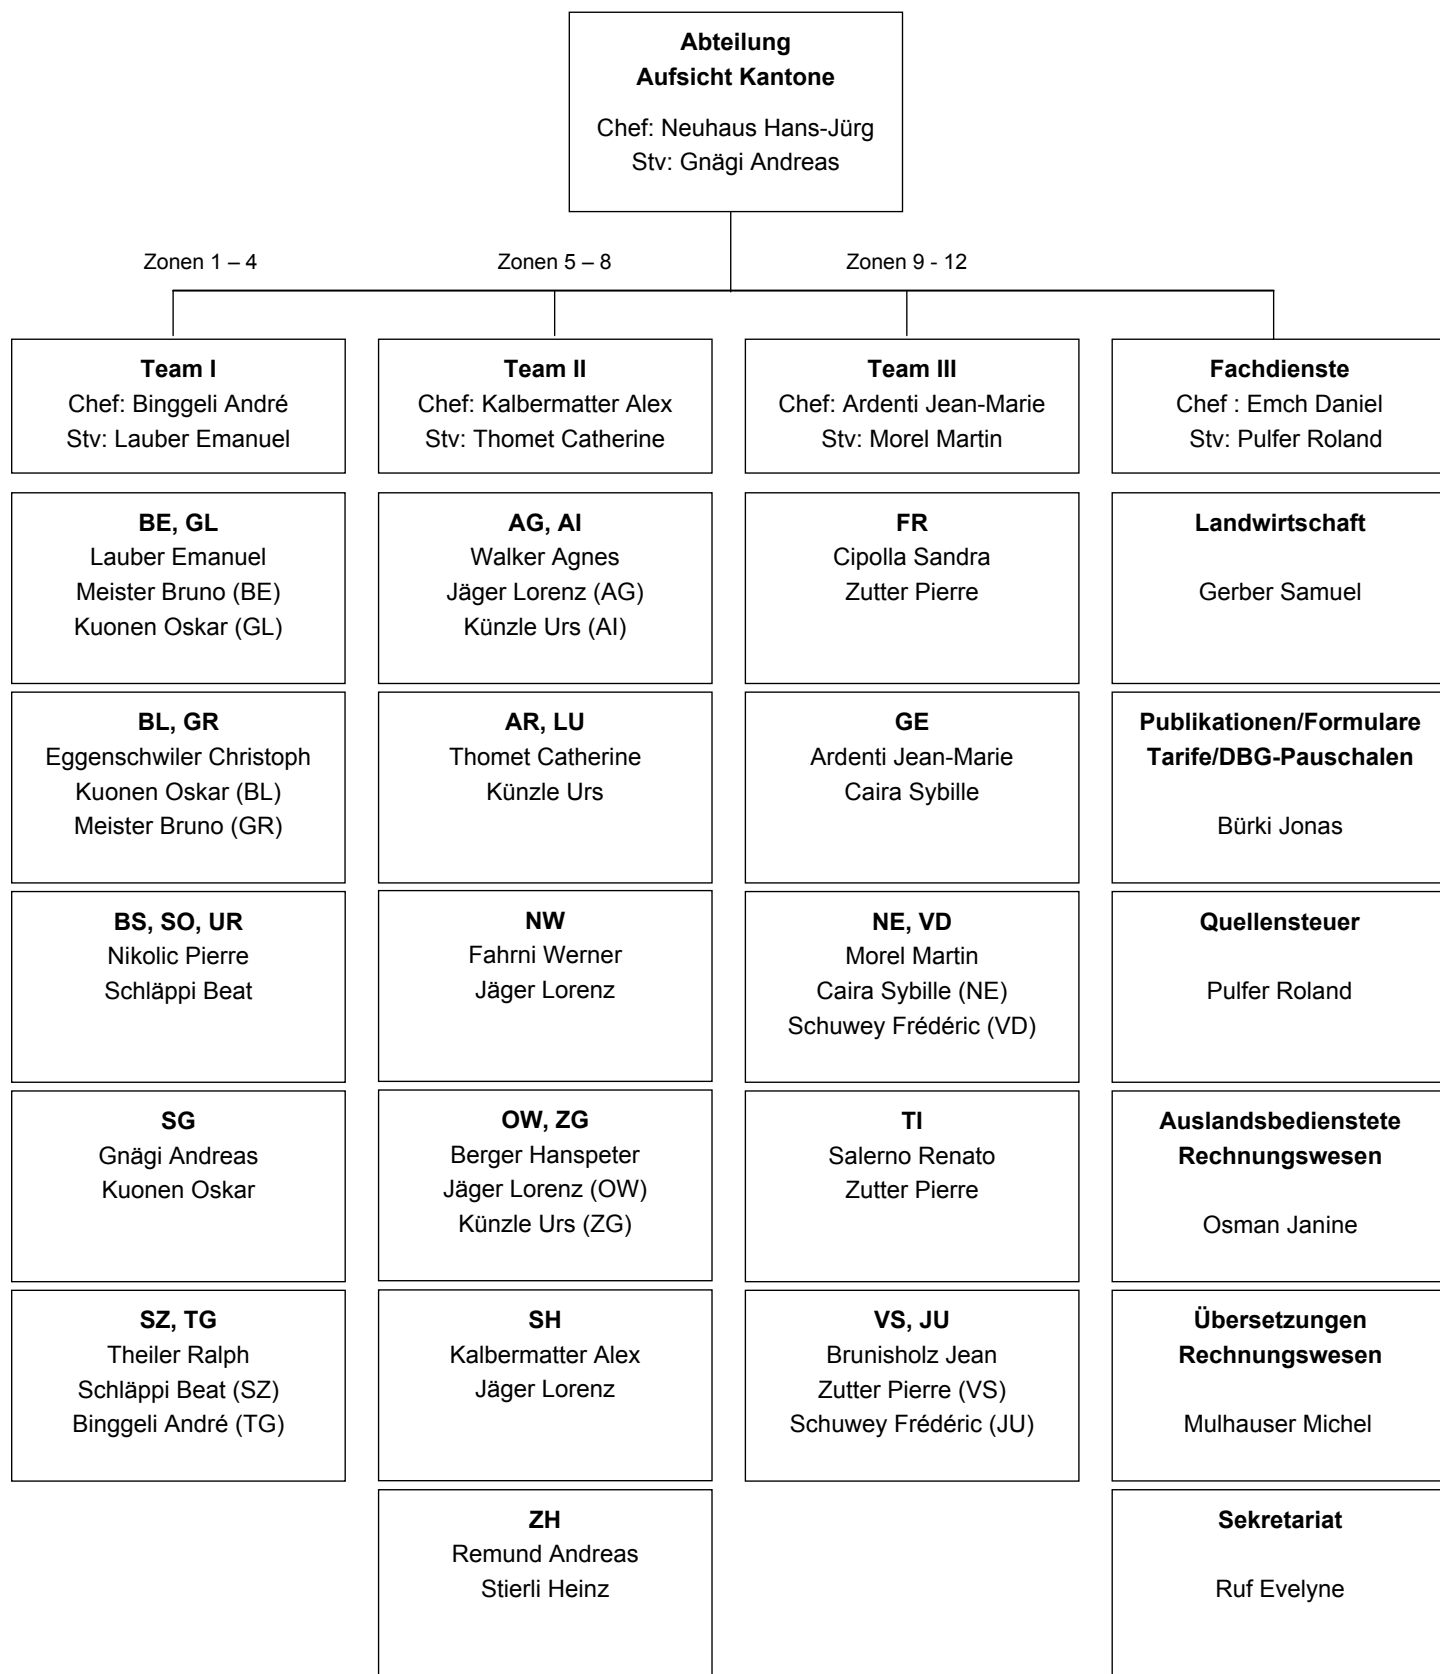 Abteilung
Aufsicht Kantone
Chef: Neuhaus Hans-Jürg
Stv: Gnägi Andreas
Zonen 1 – 4
Zonen 5 – 8
Zonen 9 - 12
Team I
Chef: Binggeli André
Stv: Lauber Emanuel
BE, GL
Lauber Emanuel
Meister Bruno (BE)
Kuonen Oskar (GL)
BL, GR
Eggenschwiler Christoph
Kuonen Oskar (BL)
Meister Bruno (GR)
BS, SO, UR
Nikolic Pierre
Schläppi Beat
SG
Gnägi Andreas
Kuonen Oskar
SZ, TG
Theiler Ralph
Schläppi Beat (SZ)
Binggeli André (TG)
Team II
Chef: Kalbermatter Alex
Stv: Thomet Catherine
AG, AI
Walker Agnes
Jäger Lorenz (AG)
Künzle Urs (AI)
AR, LU
Thomet Catherine
Künzle Urs
NW
Fahrni Werner
Jäger Lorenz
OW, ZG
Berger Hanspeter
Jäger Lorenz (OW)
Künzle Urs (ZG)
SH
Kalbermatter Alex
Jäger Lorenz
ZH
Remund Andreas
Stierli Heinz
Team III
Chef: Ardenti Jean-Marie
Stv: Morel Martin
FR
Cipolla Sandra
Zutter Pierre
GE
Ardenti Jean-Marie
Caira Sybille
NE, VD
Morel Martin
Caira Sybille (NE)
Schuwey Frédéric (VD)
TI
Salerno Renato
Zutter Pierre
VS, JU
Brunisholz Jean
Zutter Pierre (VS)
Schuwey Frédéric (JU)
Fachdienste
Chef : Emch Daniel
Stv: Pulfer Roland
Landwirtschaft
Gerber Samuel
Publikationen/Formulare
Tarife/DBG-Pauschalen
Bürki Jonas
Quellensteuer
Pulfer Roland
Auslandsbedienstete
Rechnungswesen
Osman Janine
Übersetzungen
Rechnungswesen
Mulhauser Michel
Sekretariat
Ruf Evelyne